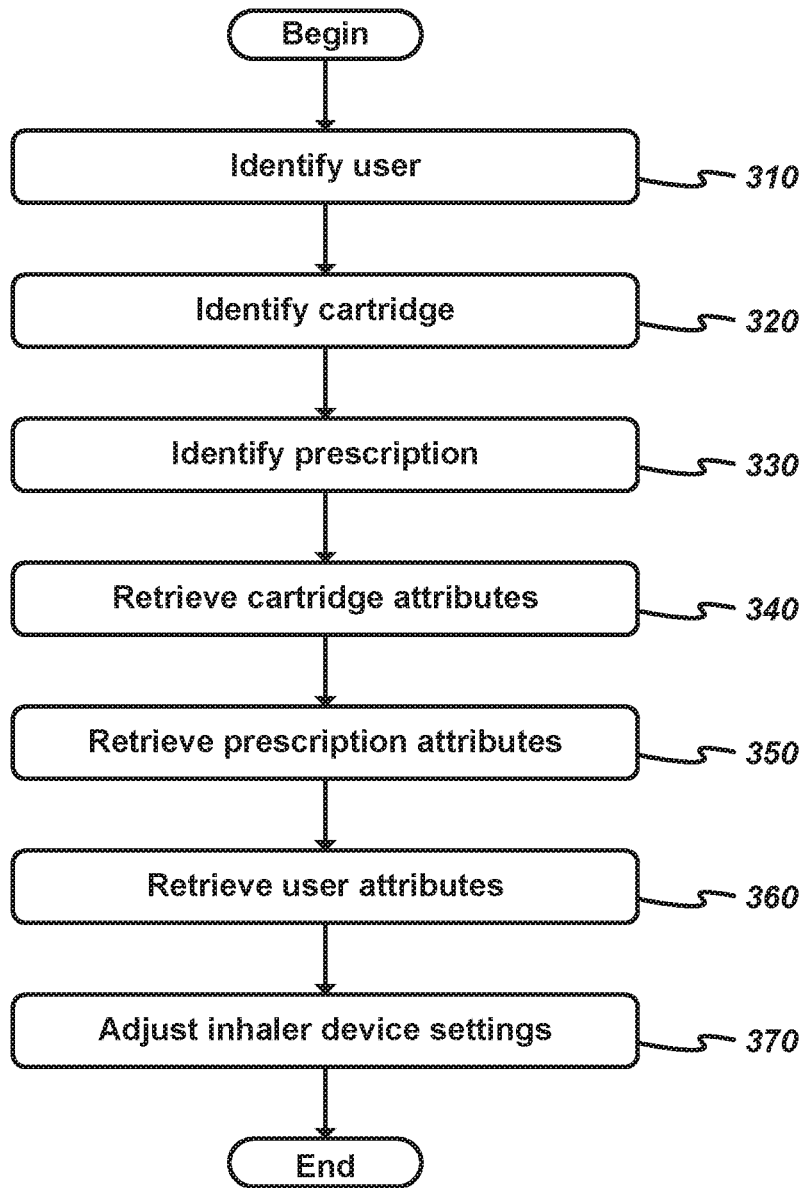 Begin
Identify user
310
Identify cartridge
320
Identify prescription
330
Retrieve cartridge attributes
340
Retrieve prescription attributes
350
Retrieve user attributes
360
Adjust inhaler device settings
370
End